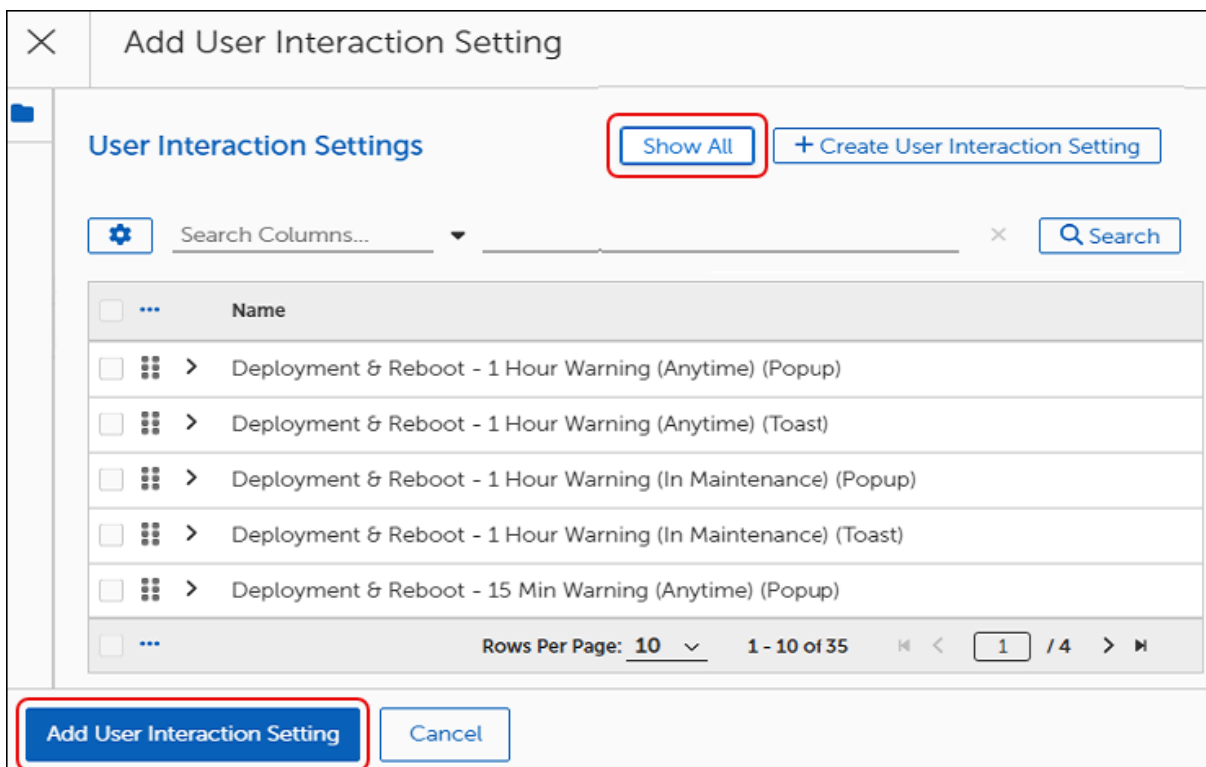 Add User Interaction Setting
User Interaction Settings
Show All
+ Create User Interaction Setting
Search Columns...
Search
Name
Deployment & Reboot - 1 Hour Warning (Anytime) (Popup)
Deployment & Reboot - 1 Hour Warning (Anytime) (Toast)
Deployment & Reboot - 1 Hour Warning (In Maintenance) (Popup)
Deployment & Reboot - 1 Hour Warning (In Maintenance) (Toast)
Deployment & Reboot - 15 Min Warning (Anytime) (Popup)
Rows Per Page: 10 1 - 10 of 35 1 / 4
Add User Interaction Setting
Cancel